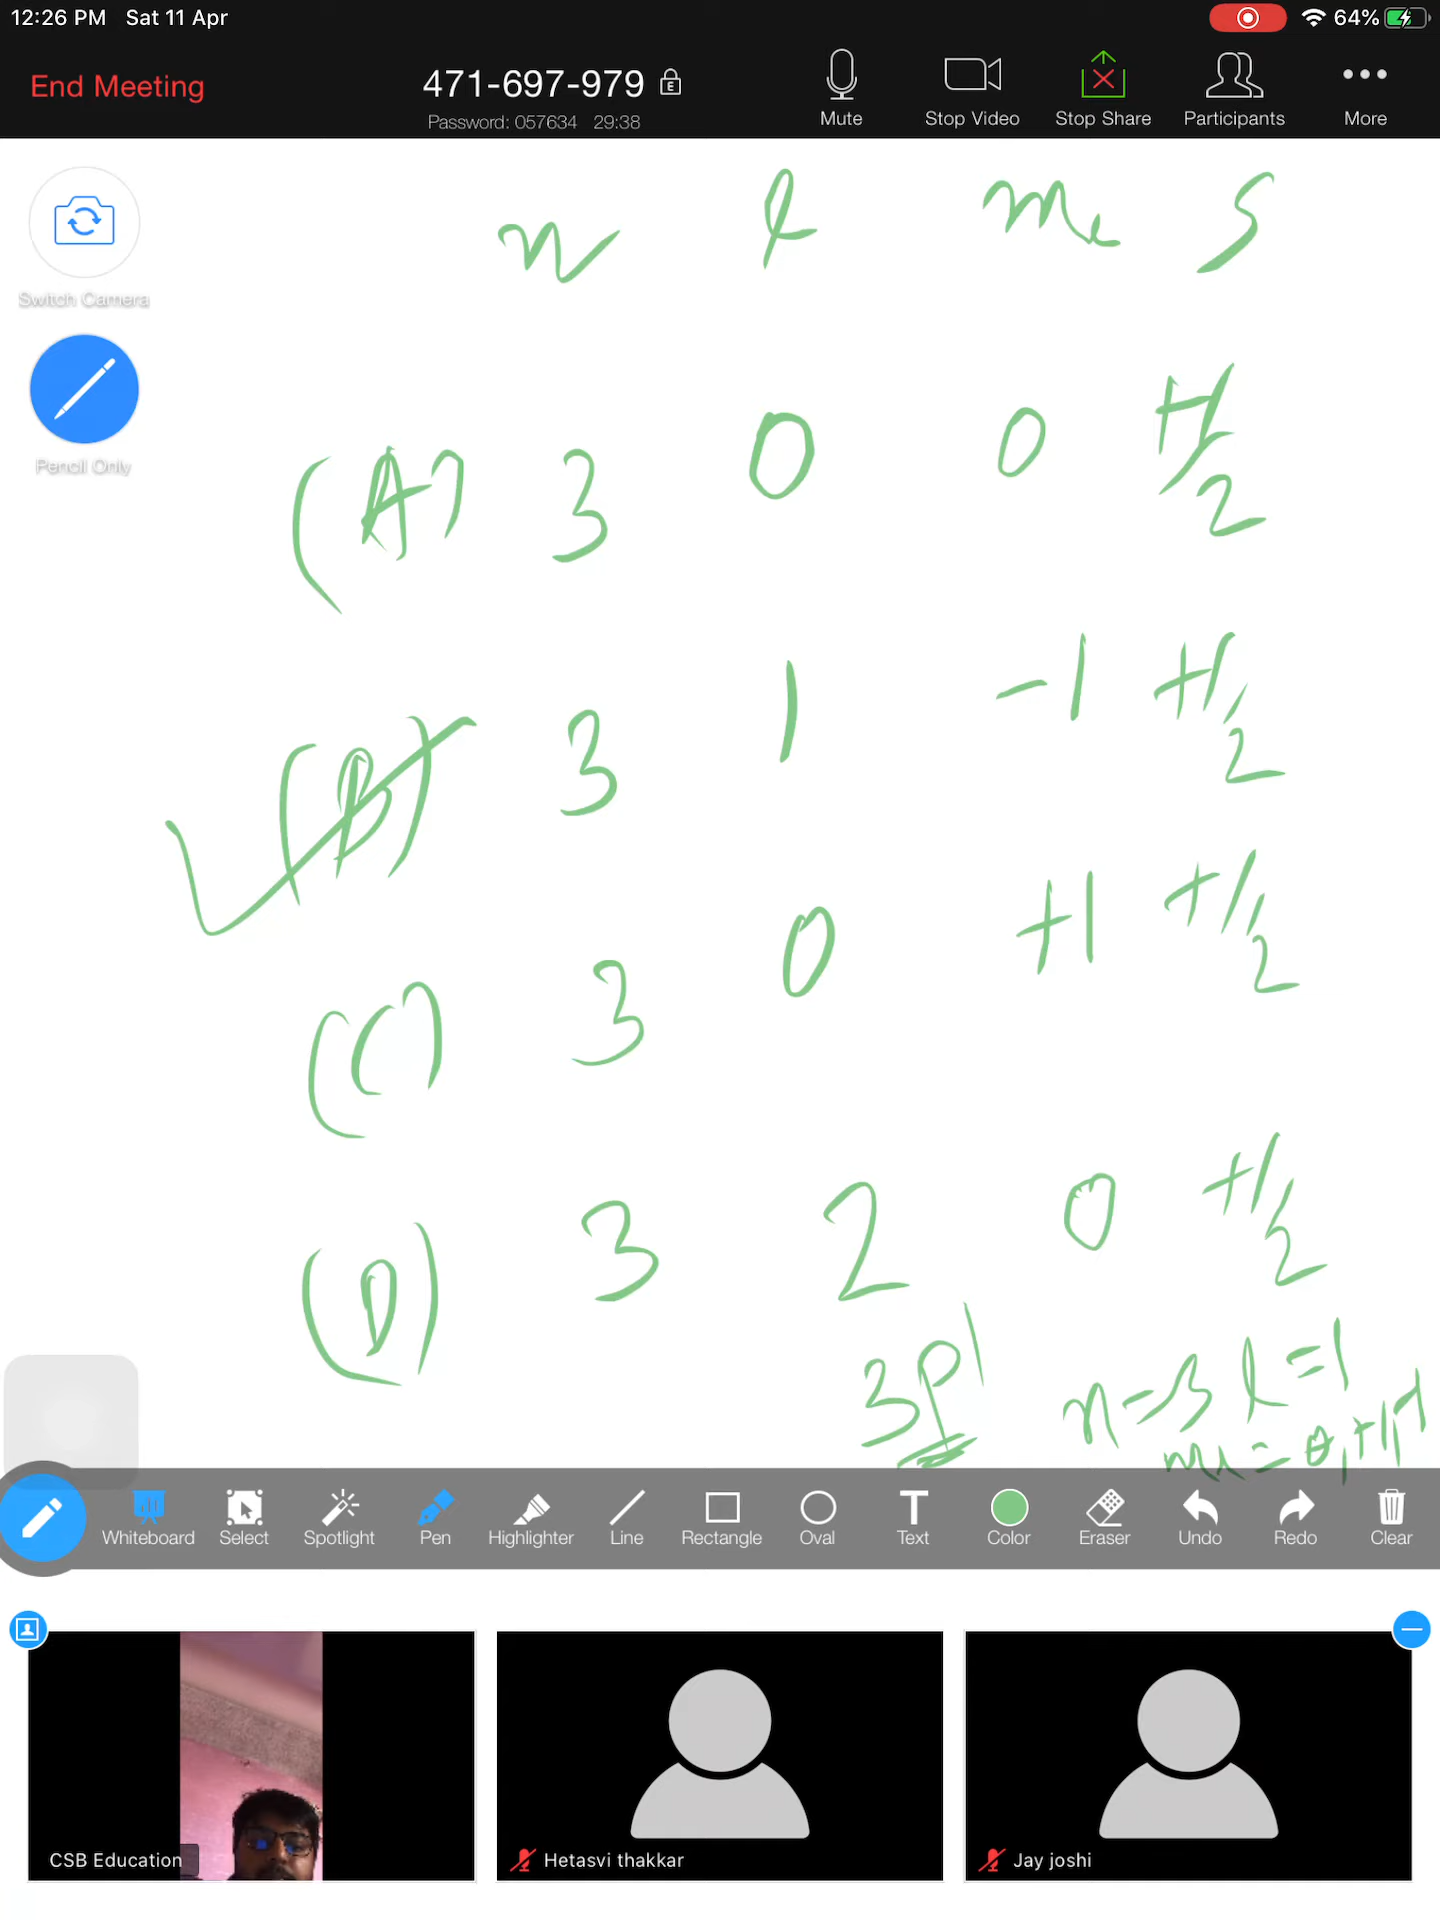 12:26 PM Sat 11 Apr
64%
End Meeting
471-697-979
Password: 057634 29:38
Mute
Stop Video
Stop Share
Participants
More
Switch Camera
Pencil Only
n l mL s
(A) 3 0 0 +1/2
(B) 3 1 -1 +1/2
(C) 3 0 +1 +1/2
(D) 3 2 0 +1/2
3p1 n=3 l=1
Whiteboard
Select
Spotlight
Pen
Highlighter
Line
Rectangle
Oval
T
Text
Color
Eraser
Undo
Redo
Clear
CSB Education
Hetasvi thakkar
Jay joshi